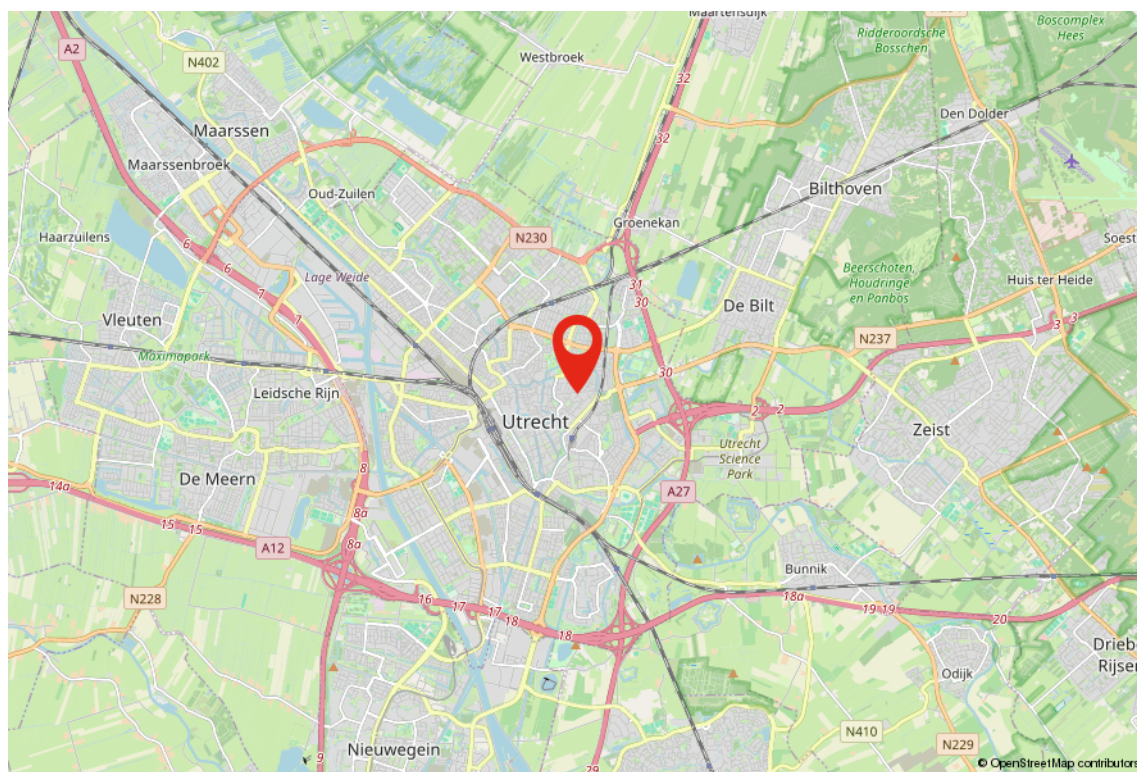 Maartensdijk
Ridderoordsche
Bosschen
Boscomplex
Hees
A2
N402
Westbroek
32
Den Dolder
Maarssen
32
Maarssenbroek
Oud-Zuilen
Bilthoven
Haarzuilens
Groenekan
N230
Soest
6
6
Lage Weide
Beerschoten,
Houdringe
en Panbos
Huis ter Heide
31
7
30
De Bilt
Vleuten
7
3
3
N237
Maximapark
30
Leidsche Rijn
2
2
Utrecht
Zeist
Utrecht
Science
Park
8
De Meern
14a
A27
8a
15
15
8a
A12
Bunnik
N228
16
17
17
18
18
18a
19
19
20
Driebe
Rijsen
Odijk
N410
N229
Nieuwegein
9
29
© OpenStreetMap contributors